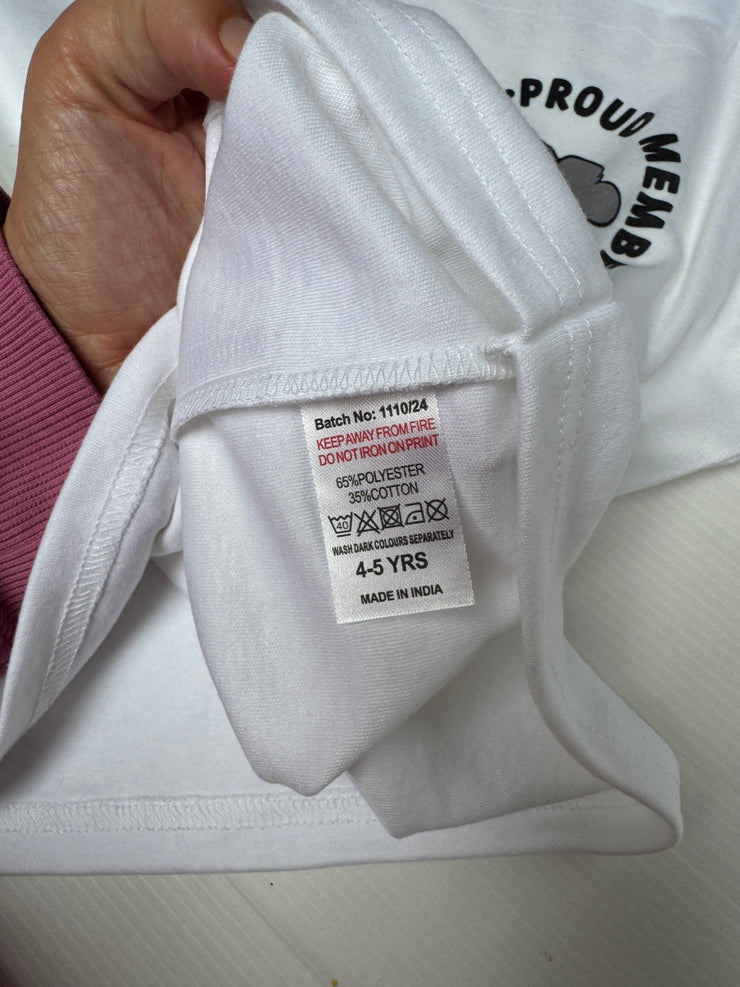 PROUD MEMB
Batch No: 1110/24
KEEP AWAY FROM FIRE
DO NOT IRON ON PRINT
65%POLYESTER
35%COTTON
40
WASH DARK COLOURS SEPARATELY
4-5 YRS
MADE IN INDIA